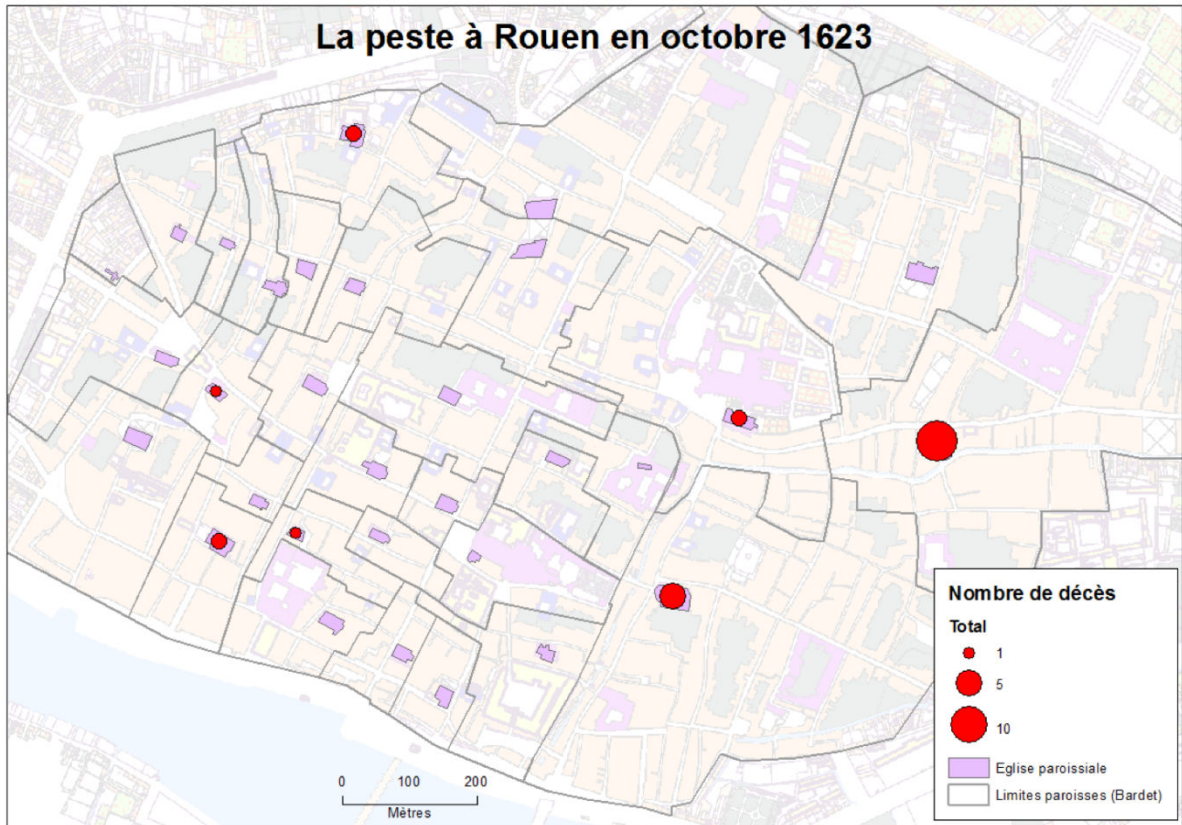 La peste à Rouen en octobre 1623
Nombre de décès
Total
1
5
10
Eglise paroissiale
Limites paroisses (Bardet)
0 100 200
Mètres